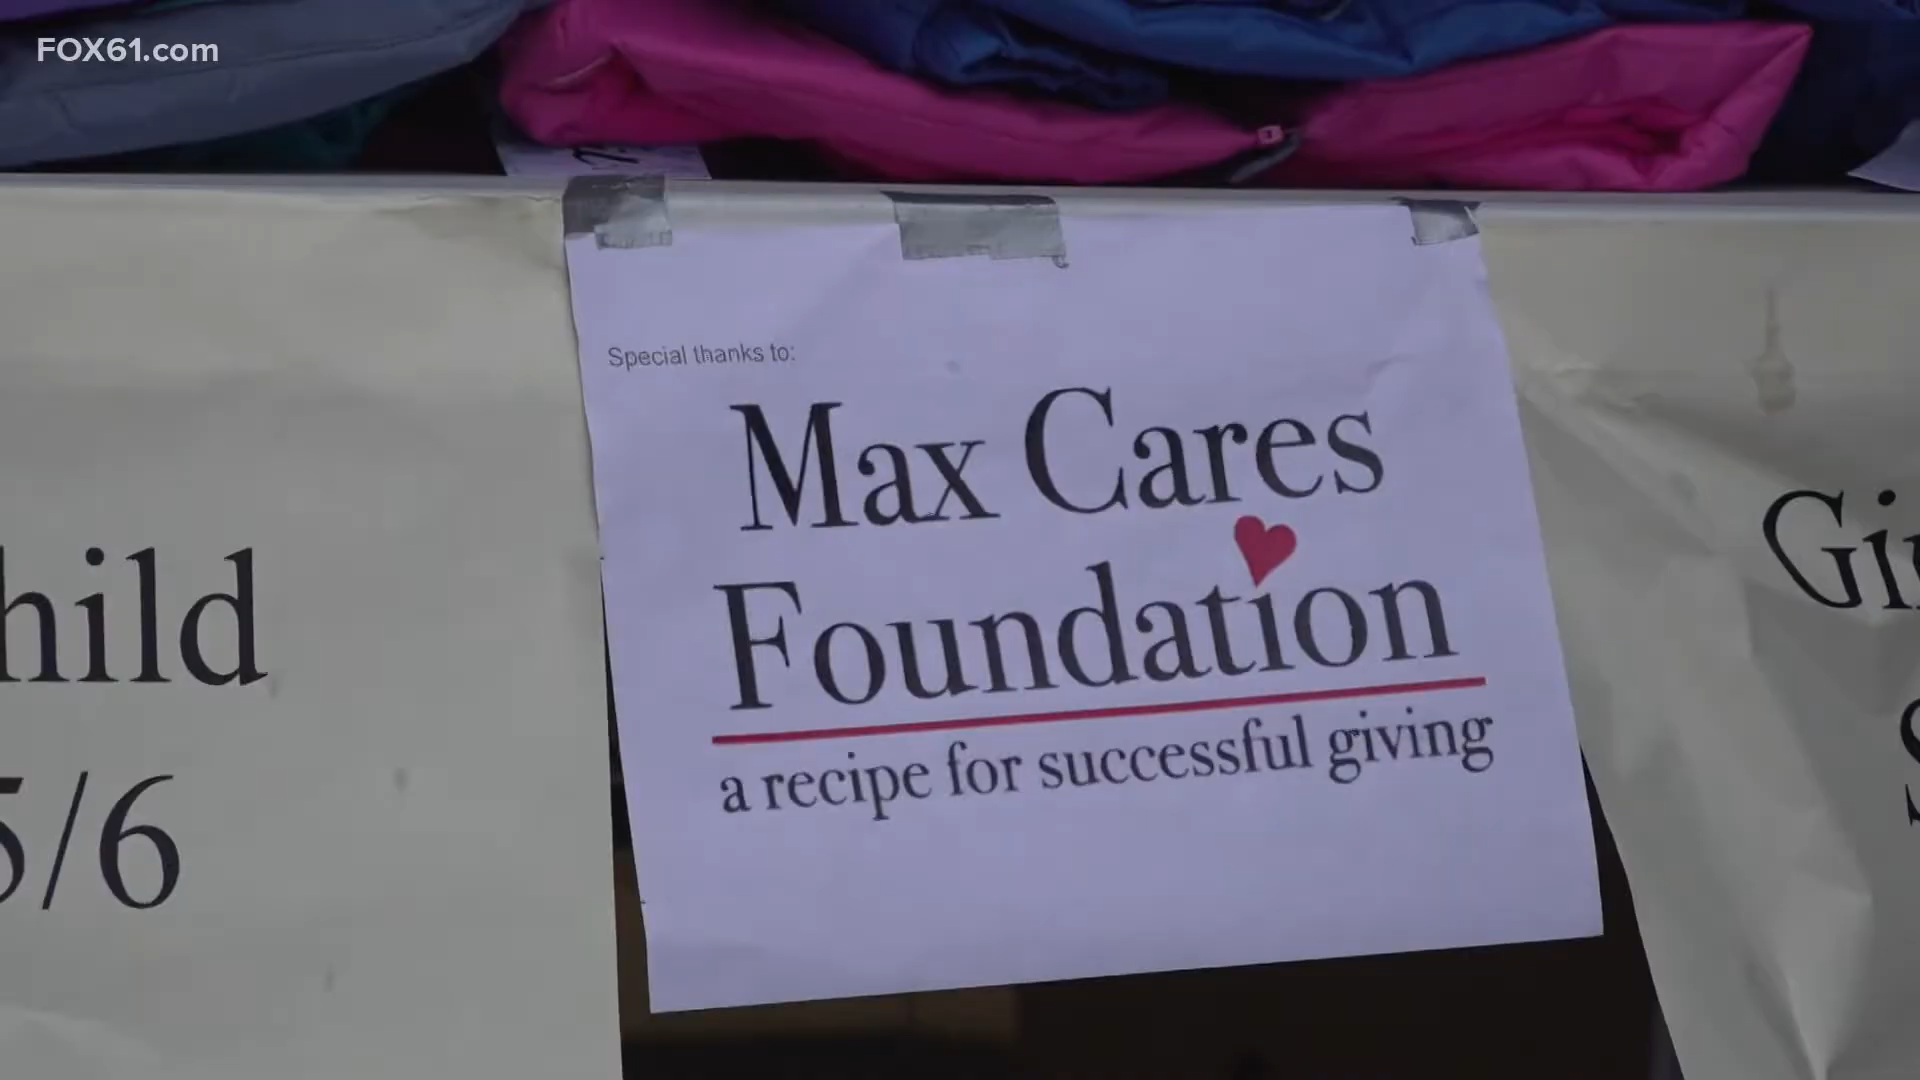 FOX61.com
Special thanks to:
Max Cares
Foundation
a recipe for successful giving
hild
5/6
Gi